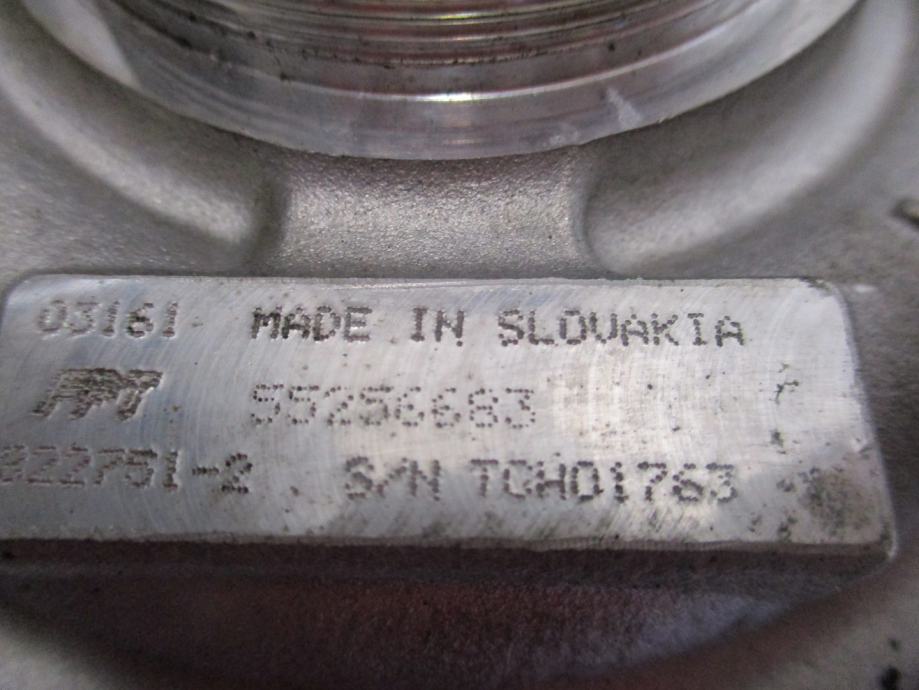 03161 MADE IN SLOVAKIA
FPT 55256683
822751-2 S/N TCH01763